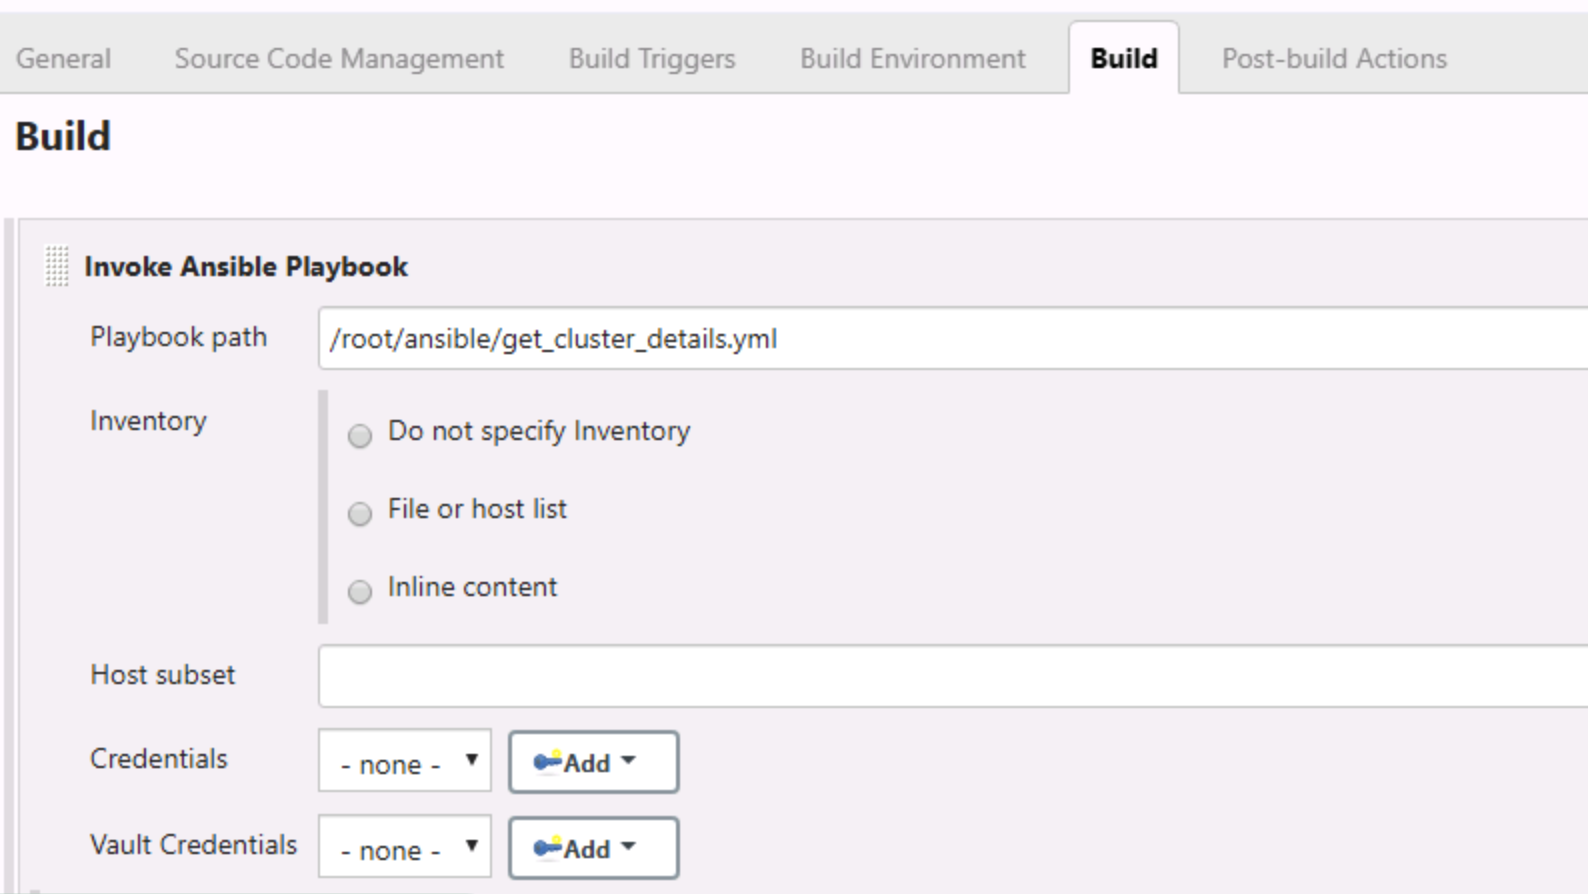 General Source Code Management Build Triggers Build Environment Build Post-build Actions
Build
Invoke Ansible Playbook
Playbook path /root/ansible/get_cluster_details.yml
Inventory Do not specify Inventory
File or host list
Inline content
Host subset
Credentials - none - Add
Vault Credentials - none - Add